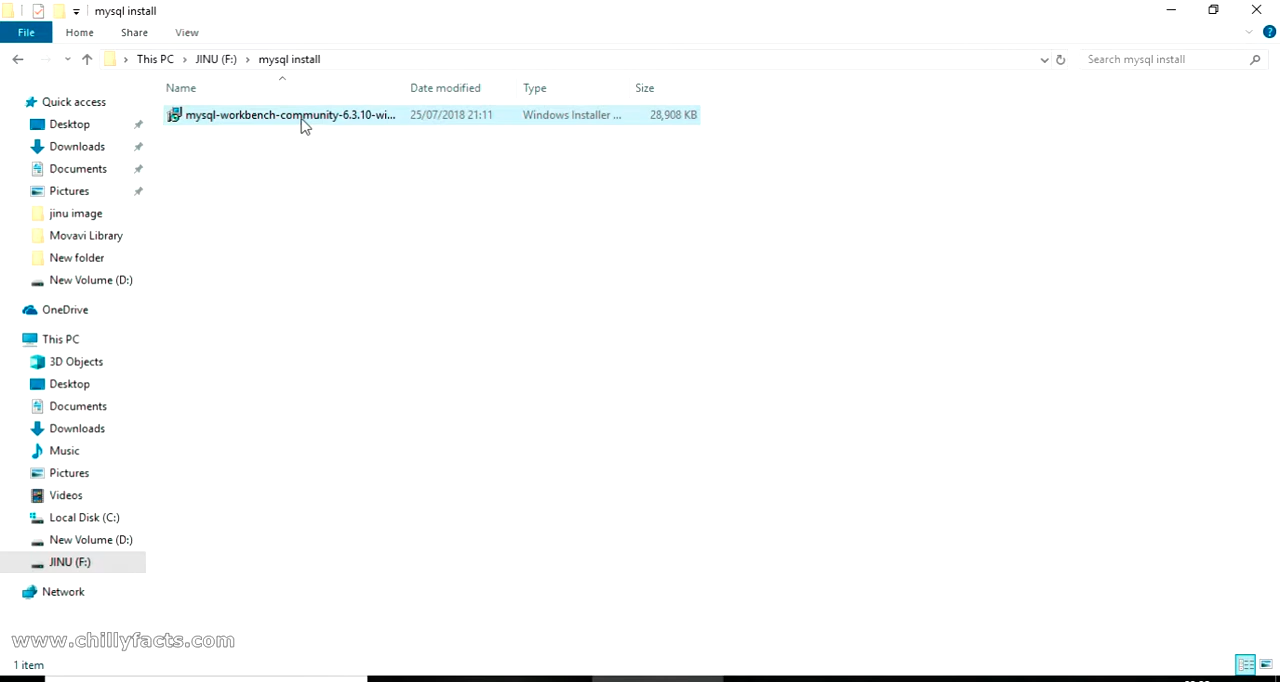 mysql install
File Home Share View
This PC > JINU (F:) > mysql install
Search mysql install
Name Date modified Type Size
mysql-workbench-community-6.3.10-wi... 25/07/2018 21:11 Windows Installer ... 28,908 KB
Quick access
Desktop
Downloads
Documents
Pictures
jinu image
Movavi Library
New folder
New Volume (D:)
OneDrive
This PC
3D Objects
Desktop
Documents
Downloads
Music
Pictures
Videos
Local Disk (C:)
New Volume (D:)
JINU (F:)
Network
www.chillyfacts.com
1 item